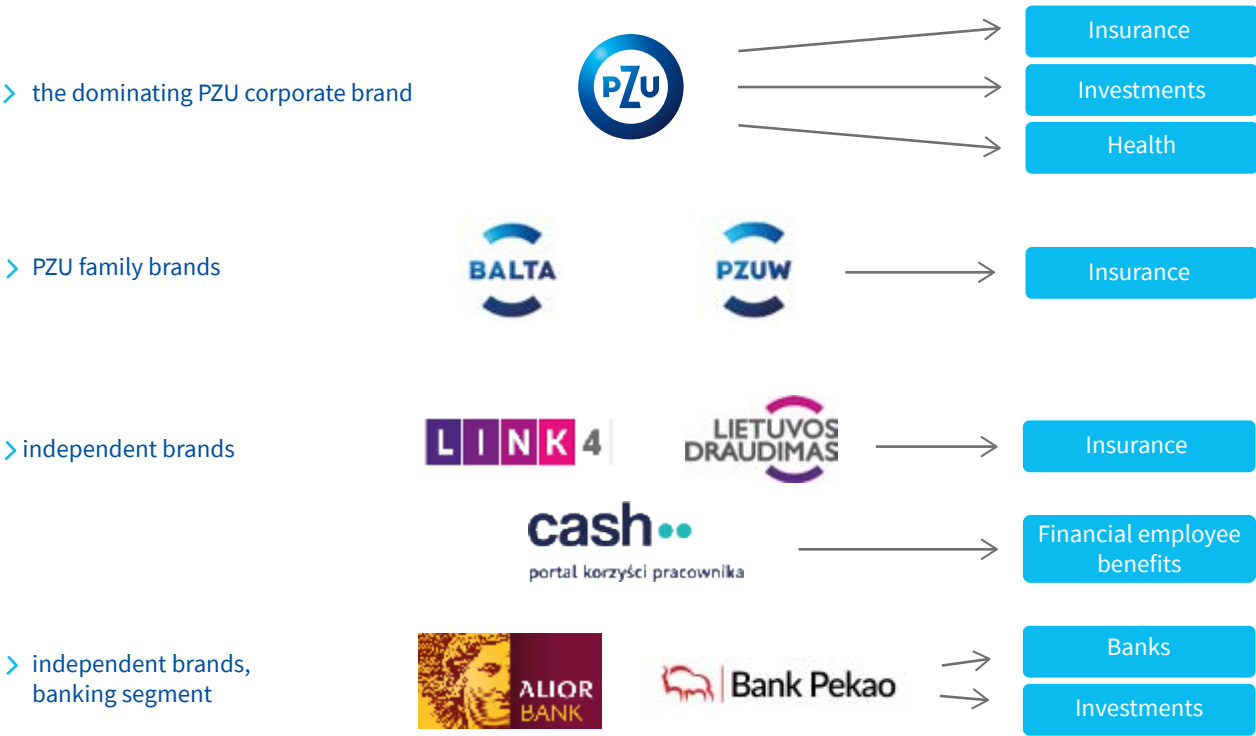 the dominating PZU corporate brand
PZU
Insurance
Investments
Health
PZU family brands
BALTA
PZUW
Insurance
independent brands
LINK4
LIETUVOS
DRAUDIMAS
Insurance
cash
portal korzyści pracownika
Financial employee
benefits
independent brands,
banking segment
ALIOR
BANK
Bank Pekao
Banks
Investments